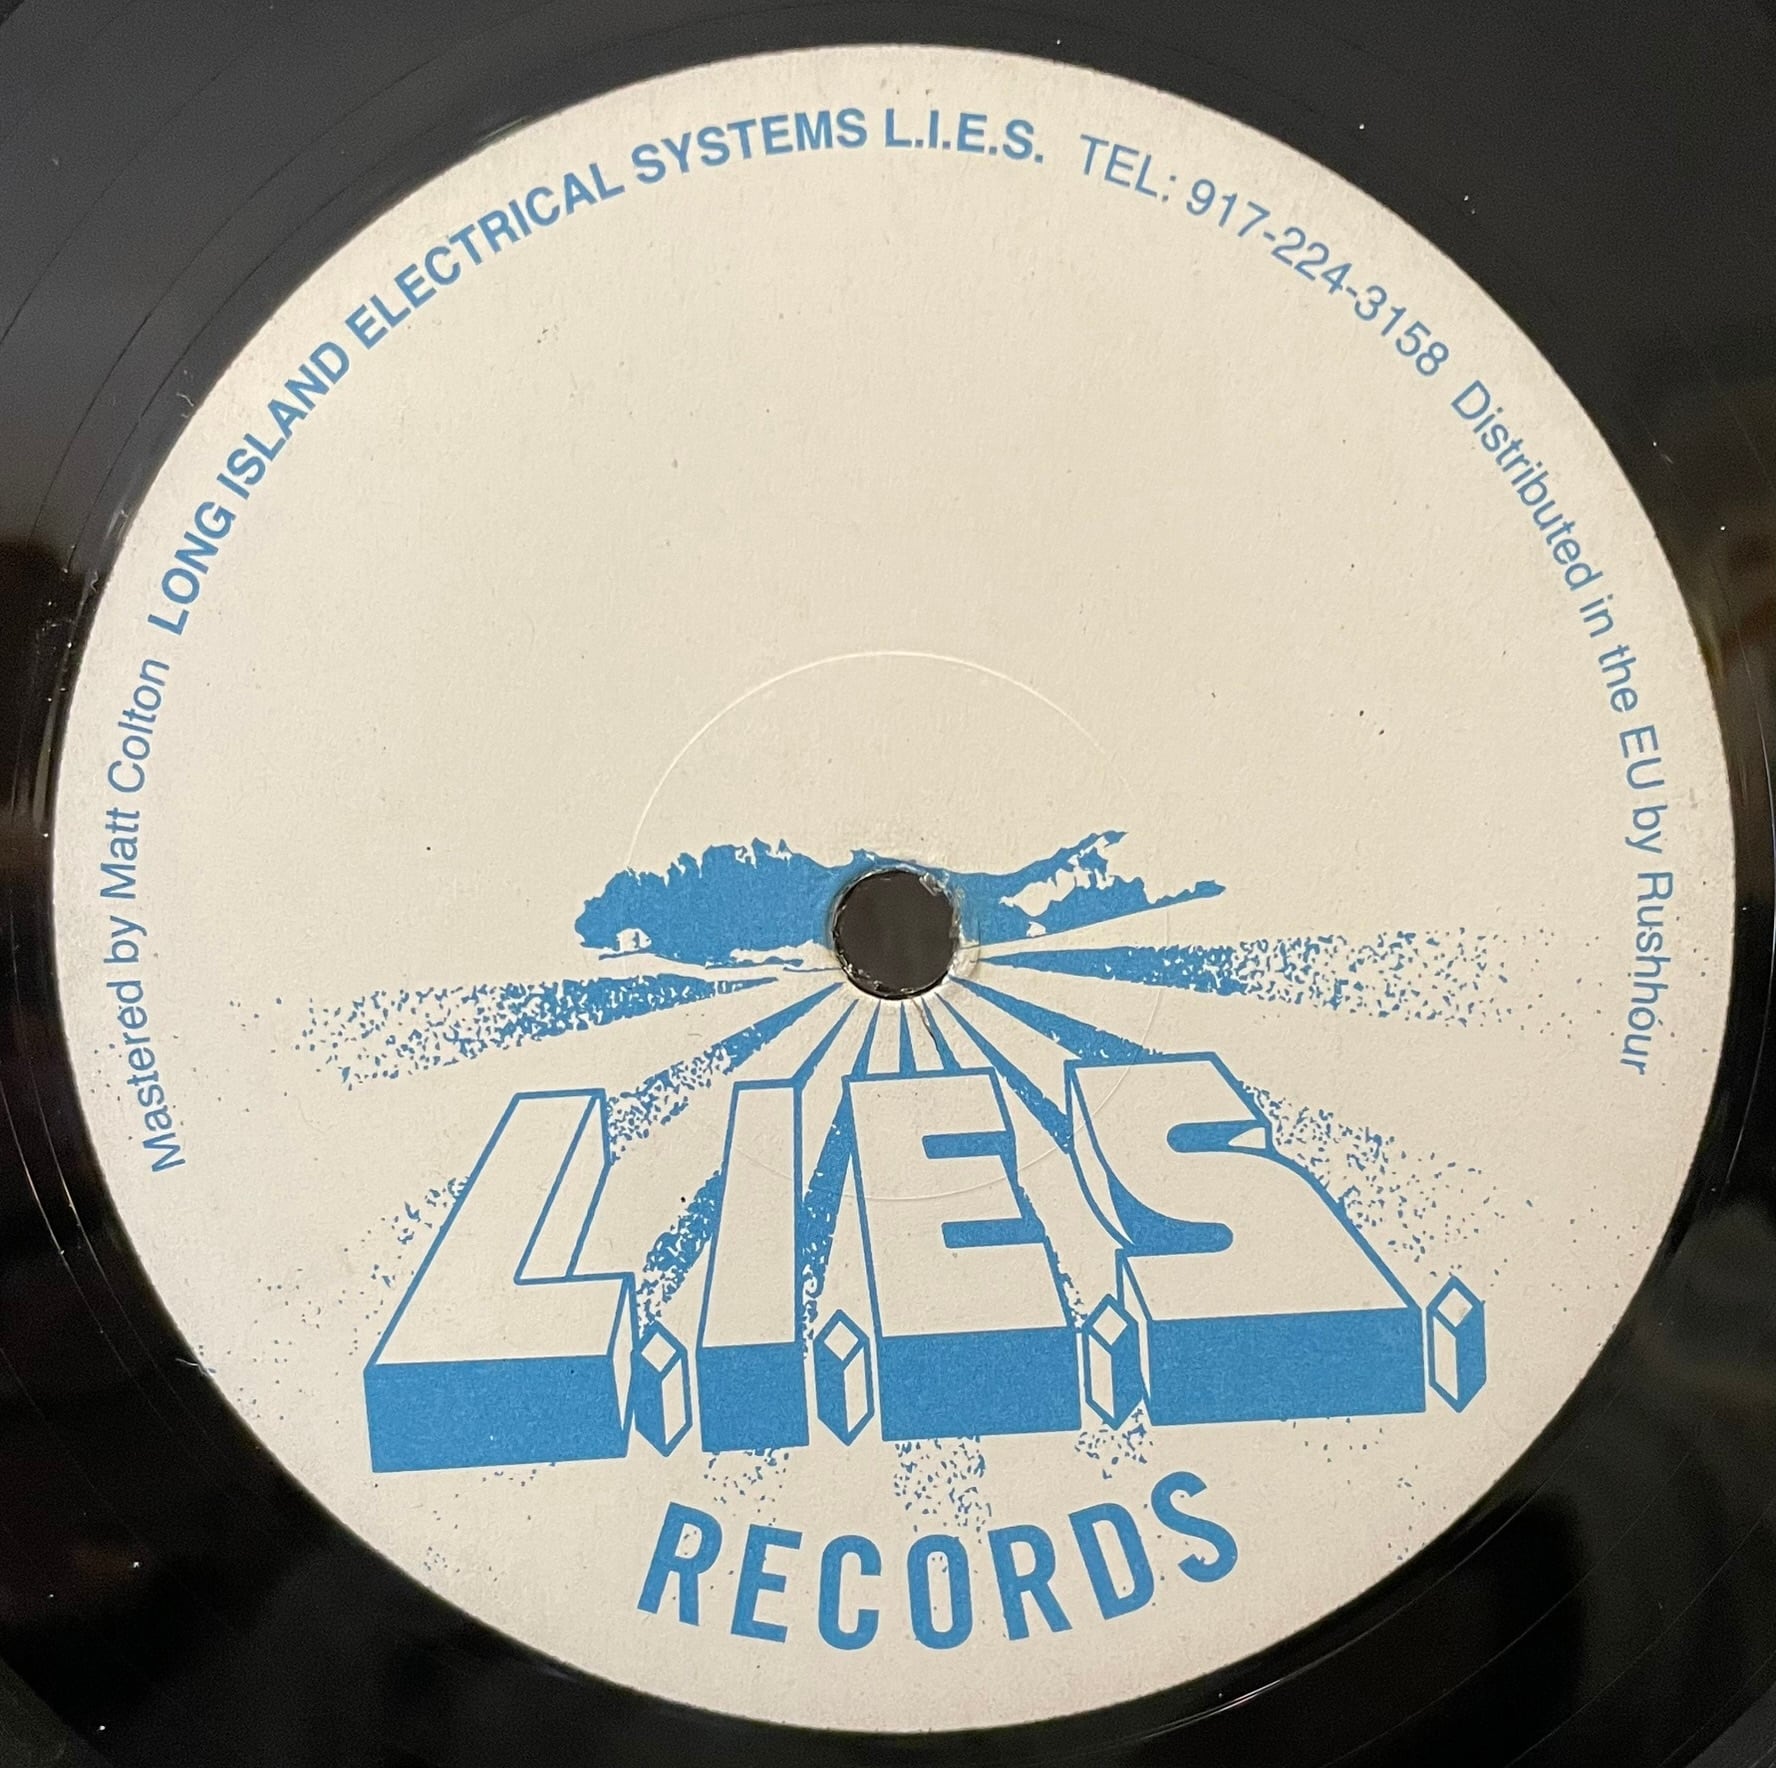 Mastered by Matt Colton LONG ISLAND ELECTRICAL SYSTEMS L.I.E.S. TEL: 917-224-3158 Distributed in the EU by Rushhour
L.I.E.S.
RECORDS